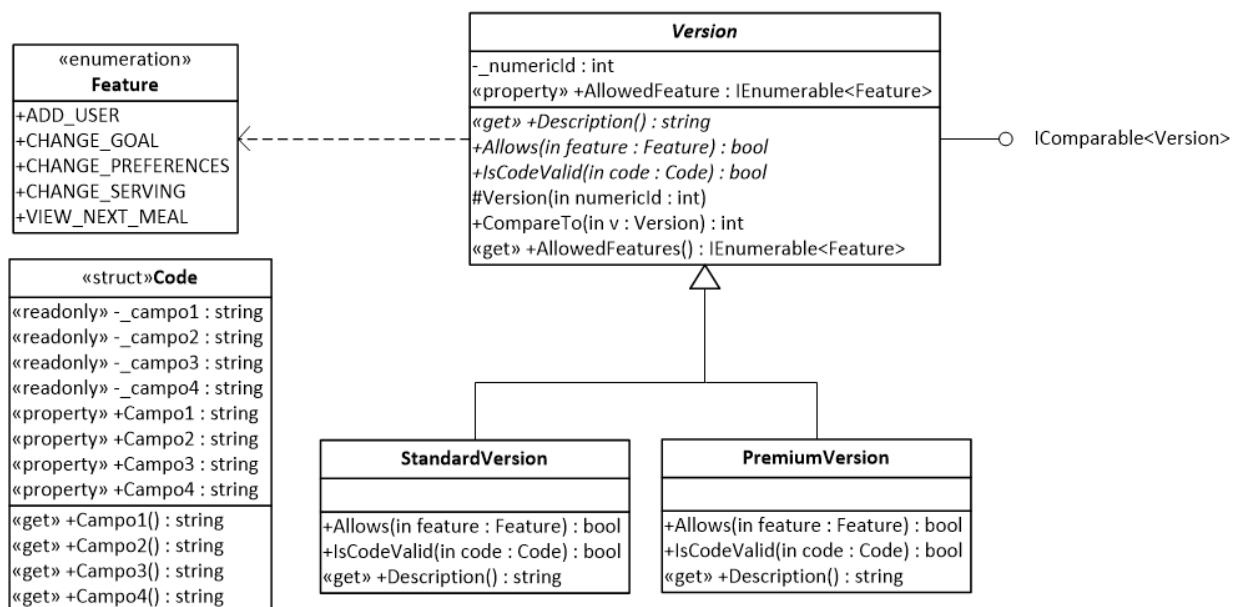 «enumeration»
Feature
+ADD_USER
+CHANGE_GOAL
+CHANGE_PREFERENCES
+CHANGE_SERVING
+VIEW_NEXT_MEAL
Version
-_numericId : int
«property» +AllowedFeature : IEnumerable<Feature>
«get» +Description() : string
+Allows(in feature : Feature) : bool
+IsCodeValid(in code : Code) : bool
#Version(in numericId : int)
+CompareTo(in v : Version) : int
«get» +AllowedFeatures() : IEnumerable<Feature>
IComparable<Version>
«struct»Code
«readonly» -_campo1 : string
«readonly» -_campo2 : string
«readonly» -_campo3 : string
«readonly» -_campo4 : string
«property» +Campo1 : string
«property» +Campo2 : string
«property» +Campo3 : string
«property» +Campo4 : string
«get» +Campo1() : string
«get» +Campo2() : string
«get» +Campo3() : string
«get» +Campo4() : string
StandardVersion
+Allows(in feature : Feature) : bool
+IsCodeValid(in code : Code) : bool
«get» +Description() : string
PremiumVersion
+Allows(in feature : Feature) : bool
+IsCodeValid(in code : Code) : bool
«get» +Description() : string